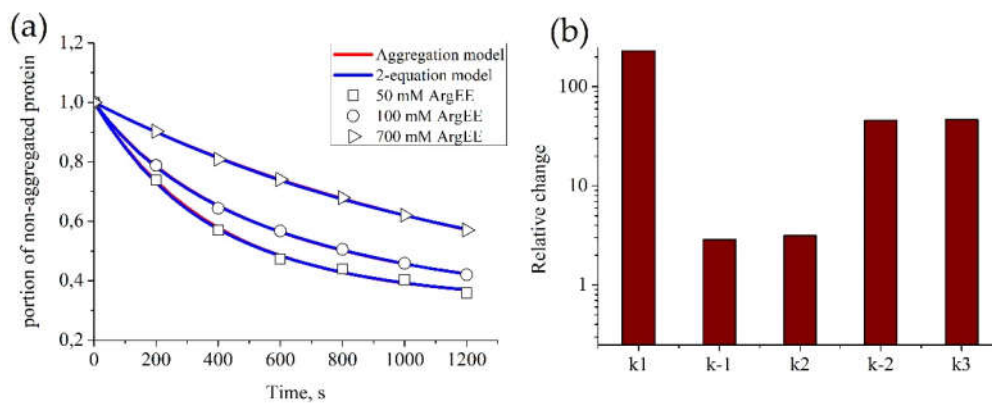 (a)
portion of non-aggregated protein
1,2
1,0
0,8
0,6
0,4
0,2
0 200 400 600 800 1000 1200
Time, s
Aggregation model
2-equation model
50 mM ArgEE
100 mM ArgEE
700 mM ArgEE
(b)
Relative change
100
10
1
k1 k-1 k2 k-2 k3